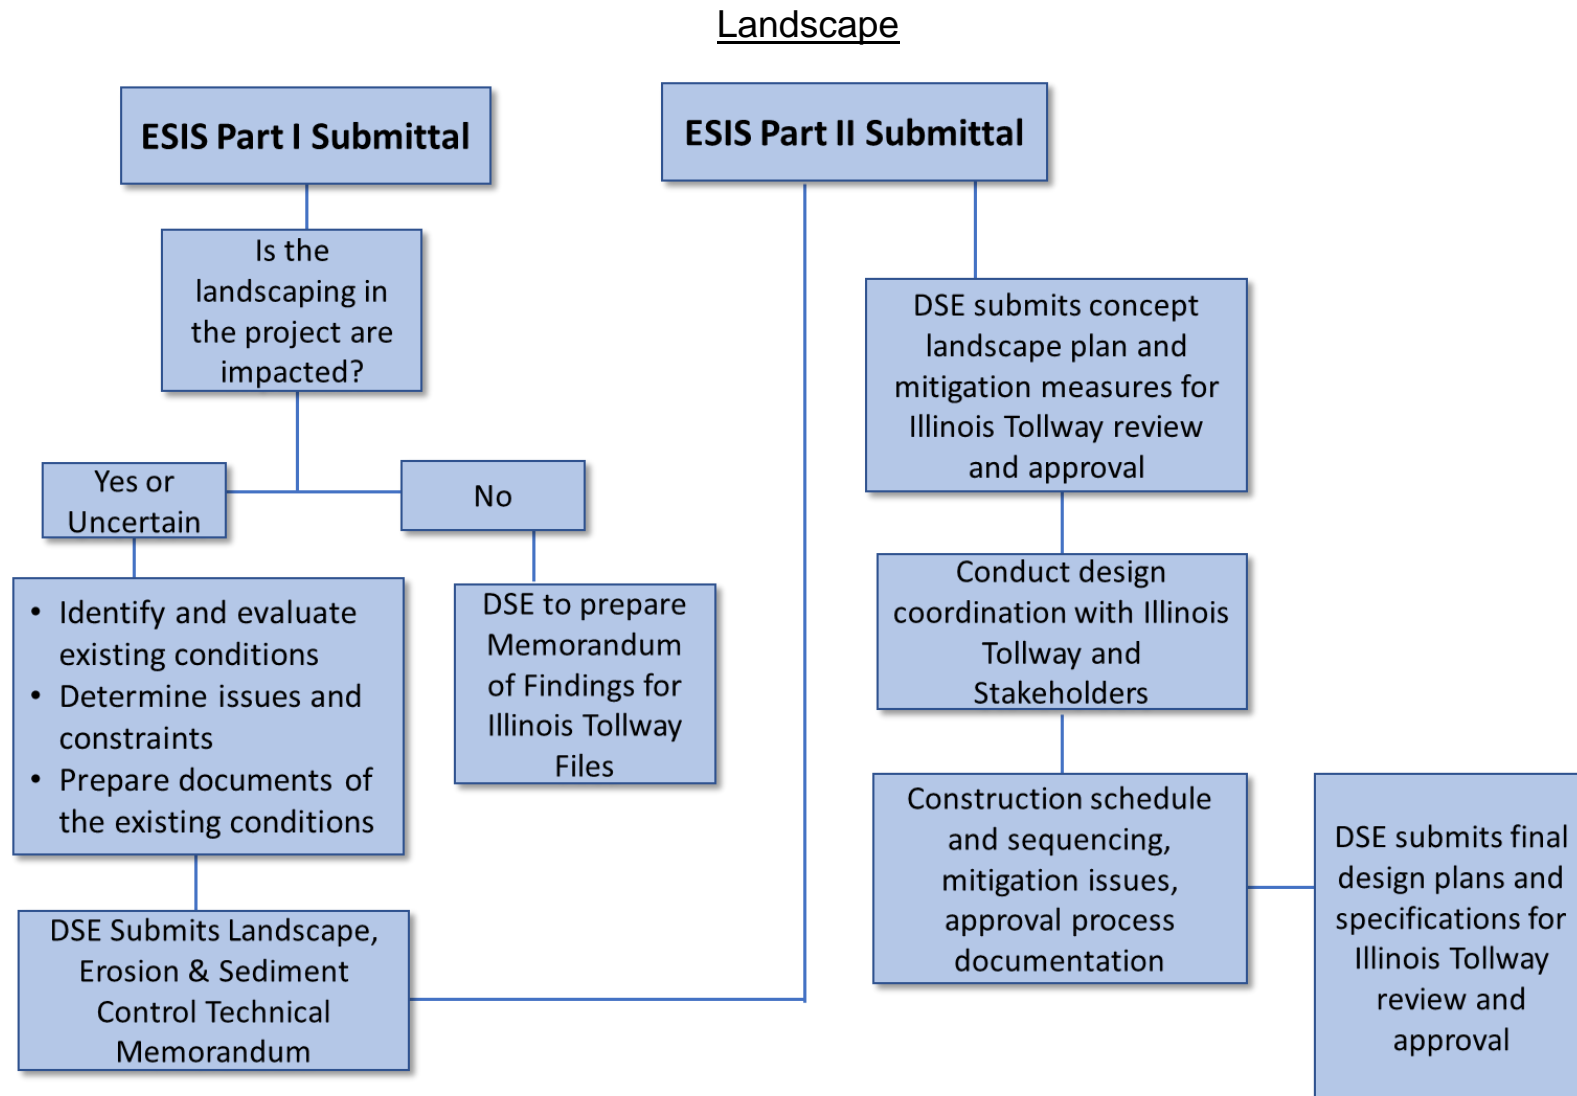 Landscape
ESIS Part I Submittal
Is the
landscaping in
the project are
impacted?
Yes or
Uncertain
No
• Identify and evaluate
existing conditions
• Determine issues and
constraints
• Prepare documents of
the existing conditions
DSE to prepare
Memorandum
of Findings for
Illinois Tollway
Files
DSE Submits Landscape,
Erosion & Sediment
Control Technical
Memorandum
ESIS Part II Submittal
DSE submits concept
landscape plan and
mitigation measures for
Illinois Tollway review
and approval
Conduct design
coordination with Illinois
Tollway and
Stakeholders
Construction schedule
and sequencing,
mitigation issues,
approval process
documentation
DSE submits final
design plans and
specifications for
Illinois Tollway
review and
approval